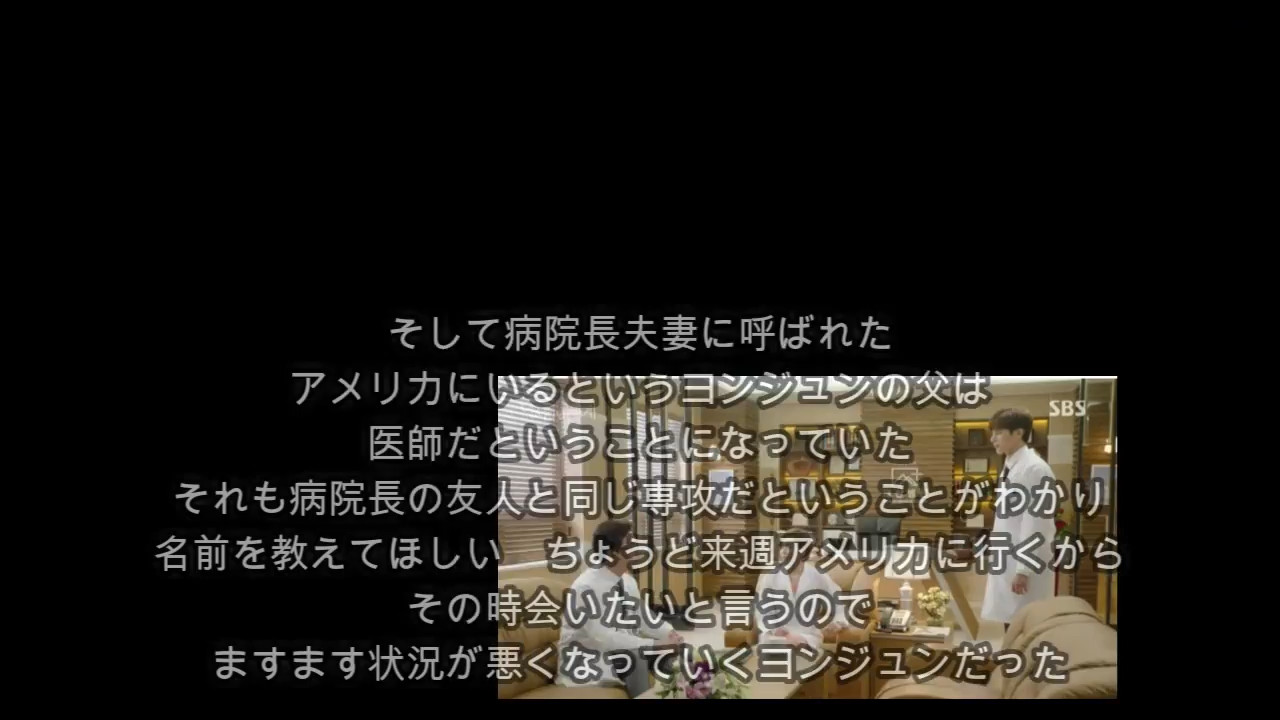 そして病院長夫妻に呼ばれた
アメリカにいるというヨンジュンの父は
SBS
医師だということになっていた
それも病院長の友人と同じ専攻だということがわかり
名前を教えてほしい　ちょうど来週アメリカに行くから
その時会いたいと言うので
ますます状況が悪くなっていくヨンジュンだった